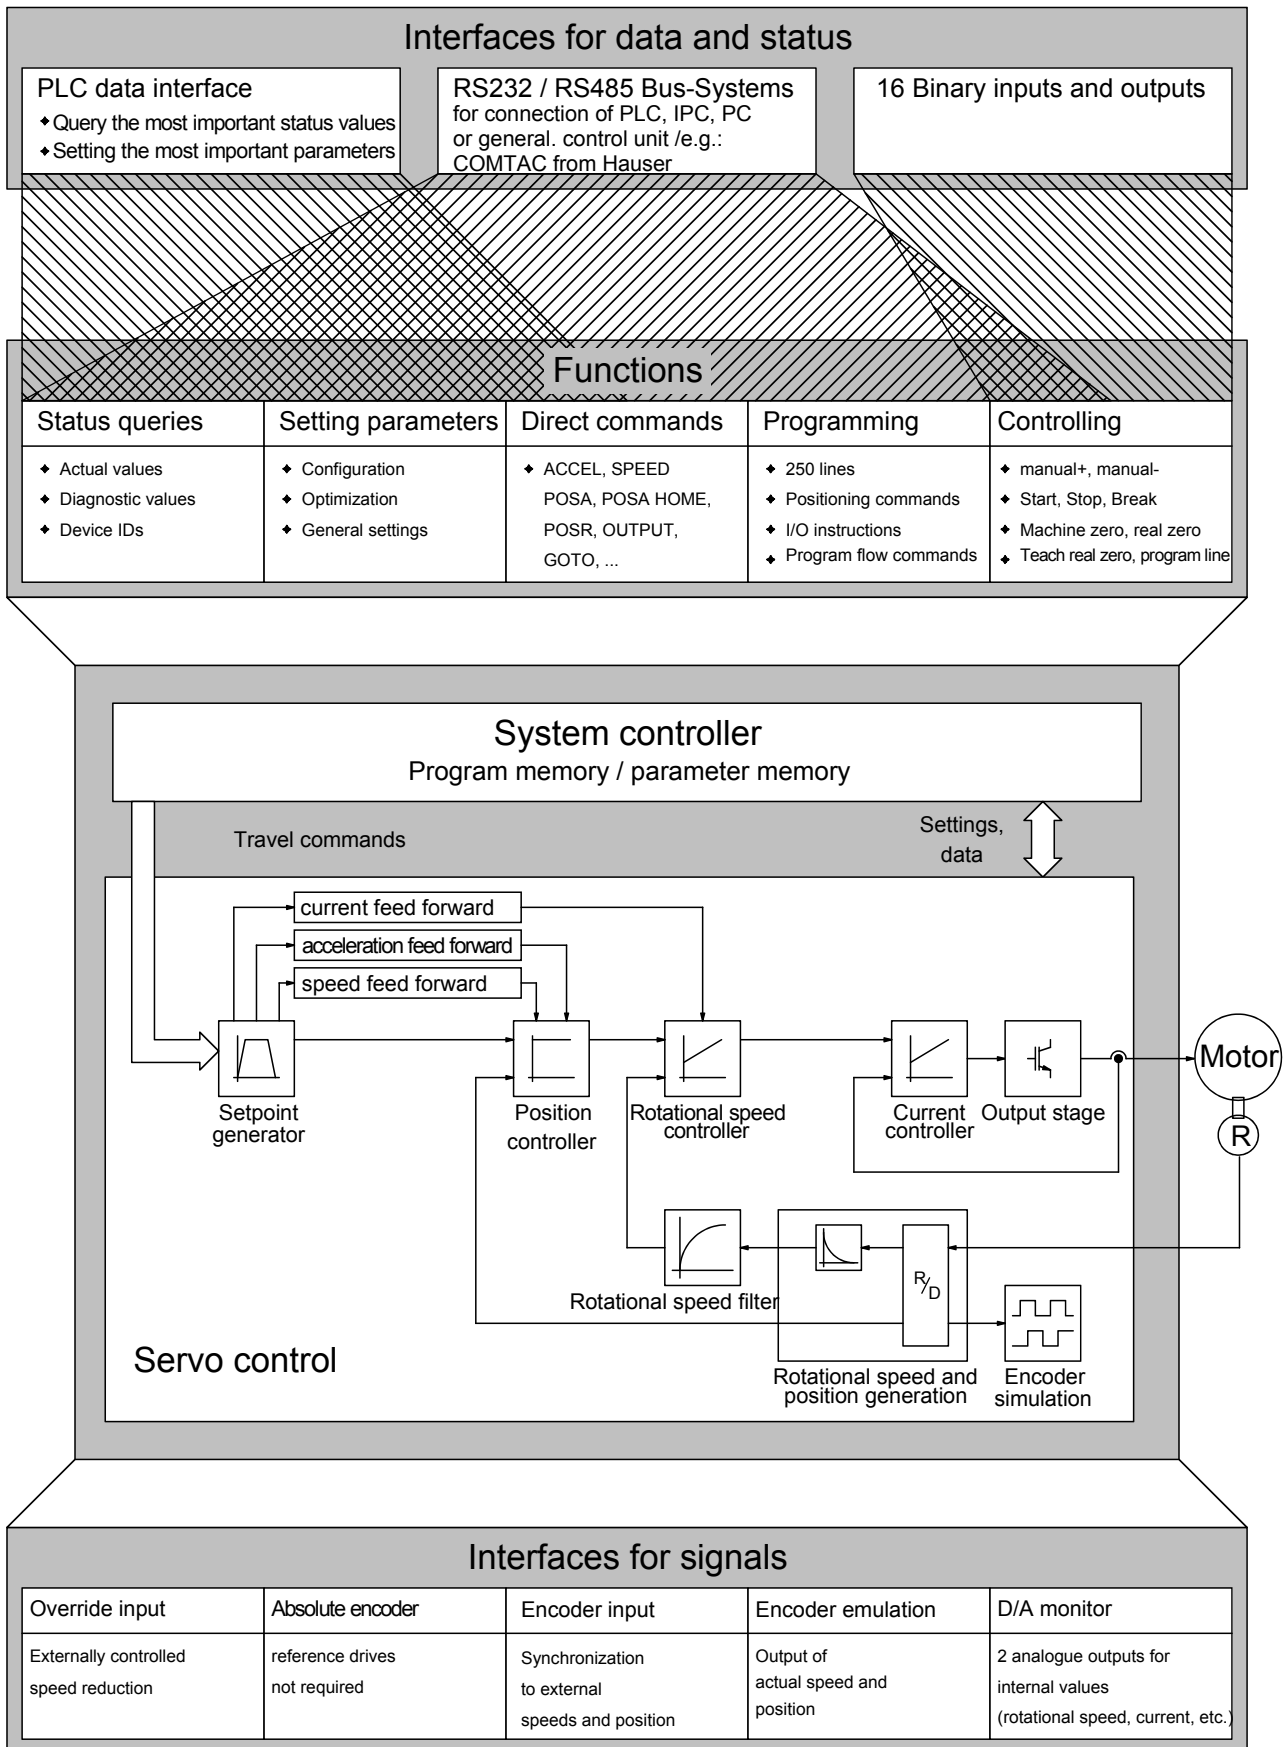 Interfaces for data and status
PLC data interface
Query the most important status values
Setting the most important parameters
RS232 / RS485 Bus-Systems
for connection of PLC, IPC, PC
or general. control unit /e.g.:
COMTAC from Hauser
16 Binary inputs and outputs
Functions
Status queries
Actual values
Diagnostic values
Device IDs
Setting parameters
Configuration
Optimization
General settings
Direct commands
ACCEL, SPEED
POSA, POSA HOME,
POSR, OUTPUT,
GOTO, ...
Programming
250 lines
Positioning commands
I/O instructions
Program flow commands
Controlling
manual+, manual-
Start, Stop, Break
Machine zero, real zero
Teach real zero, program line
System controller
Program memory / parameter memory
Travel commands
Settings,
data
current feed forward
acceleration feed forward
speed feed forward
Setpoint
generator
Position
controller
Rotational speed
controller
Current
controller
Output stage
Motor
R
Rotational speed filter
R/D
Rotational speed and
position generation
Encoder
simulation
Servo control
Interfaces for signals
Override input
Externally controlled
speed reduction
Absolute encoder
reference drives
not required
Encoder input
Synchronization
to external
speeds and position
Encoder emulation
Output of
actual speed and
position
D/A monitor
2 analogue outputs for
internal values
(rotational speed, current, etc.)